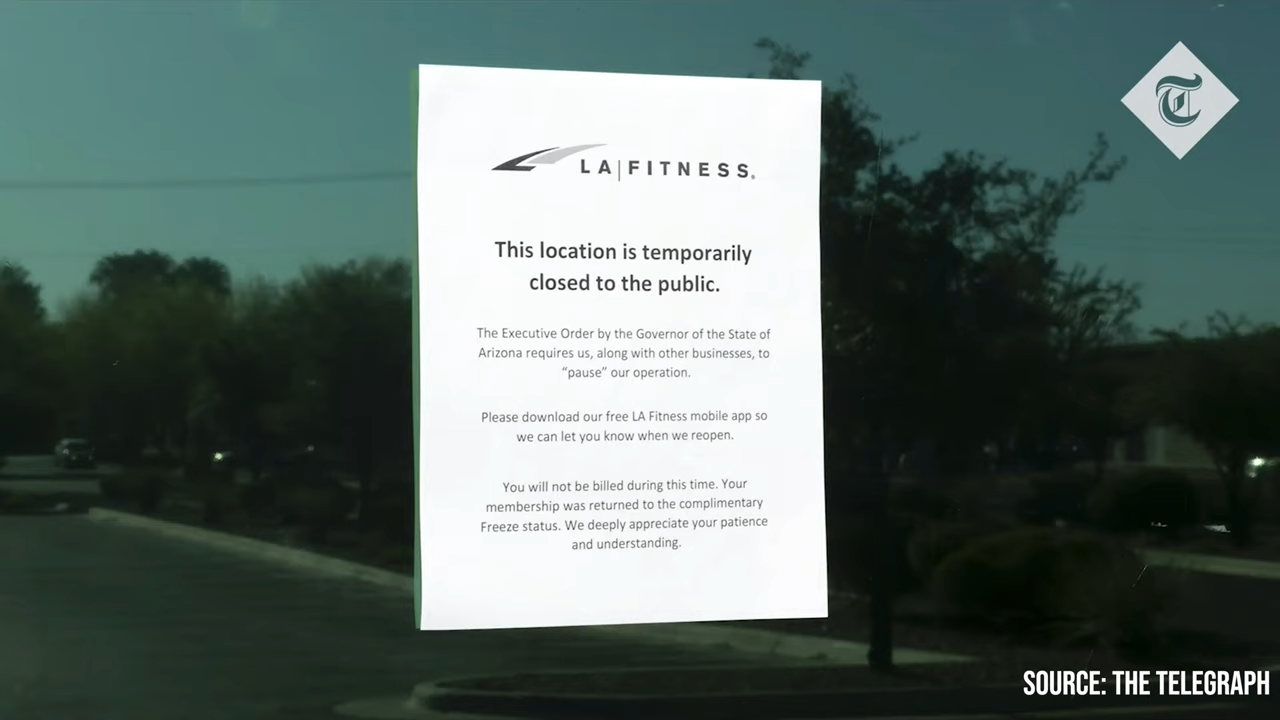 LA|FITNESS.
This location is temporarily
closed to the public.
The Executive Order by the Governor of the State of
Arizona requires us, along with other businesses, to
“pause” our operation.
Please download our free LA Fitness mobile app so
we can let you know when we reopen.
You will not be billed during this time. Your
membership was returned to the complimentary
Freeze status. We deeply appreciate your patience
and understanding.
T
SOURCE: THE TELEGRAPH